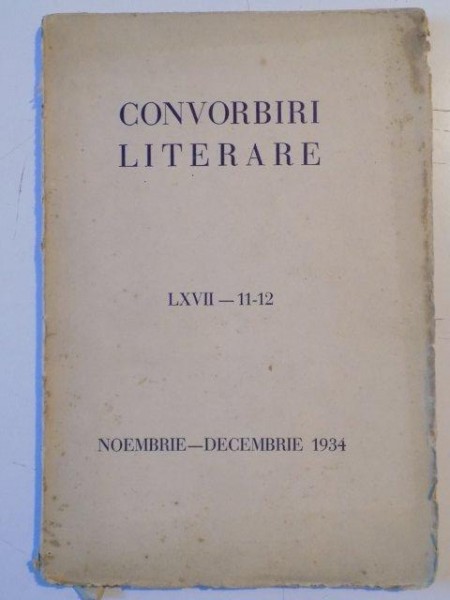 CONVORBIRI
LITERARE
LXVII — 11-12
NOEMBRIE—DECEMBRIE 1934